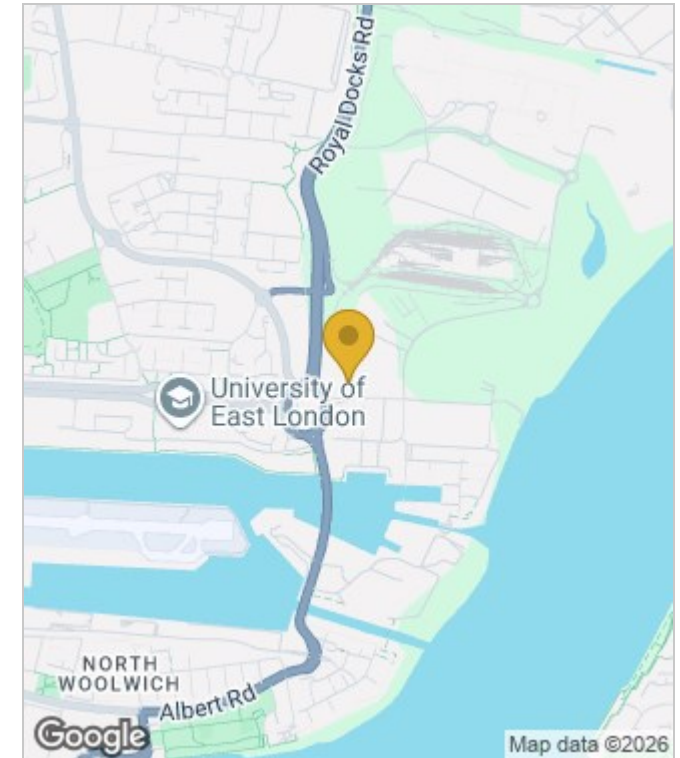 Royal Docks Rd
University of
East London
NORTH
WOOLWICH
Albert Rd
Google
Map data ©2026